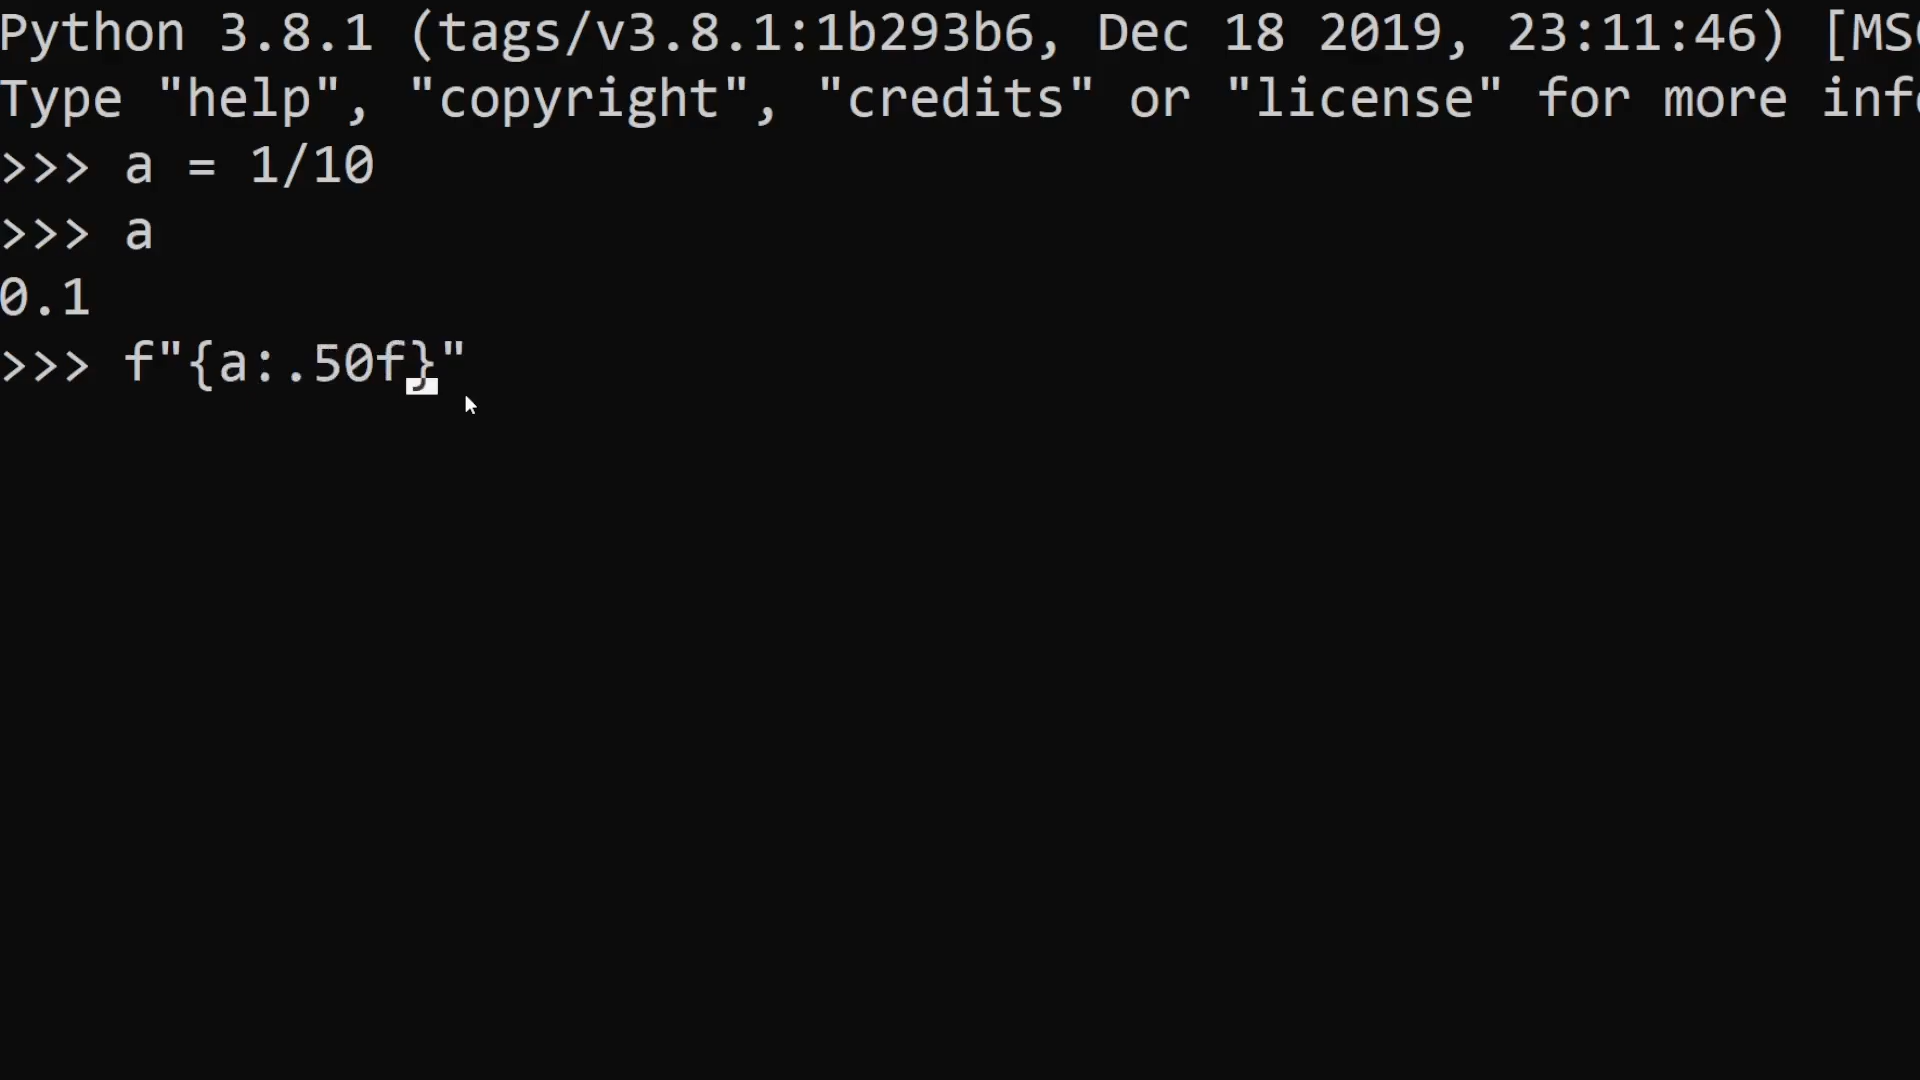 Python 3.8.1 (tags/v3.8.1:1b293b6, Dec 18 2019, 23:11:46) [MS
Type "help", "copyright", "credits" or "license" for more inf
>>> a = 1/10
>>> a
0.1
>>> f"{a:.50f}"